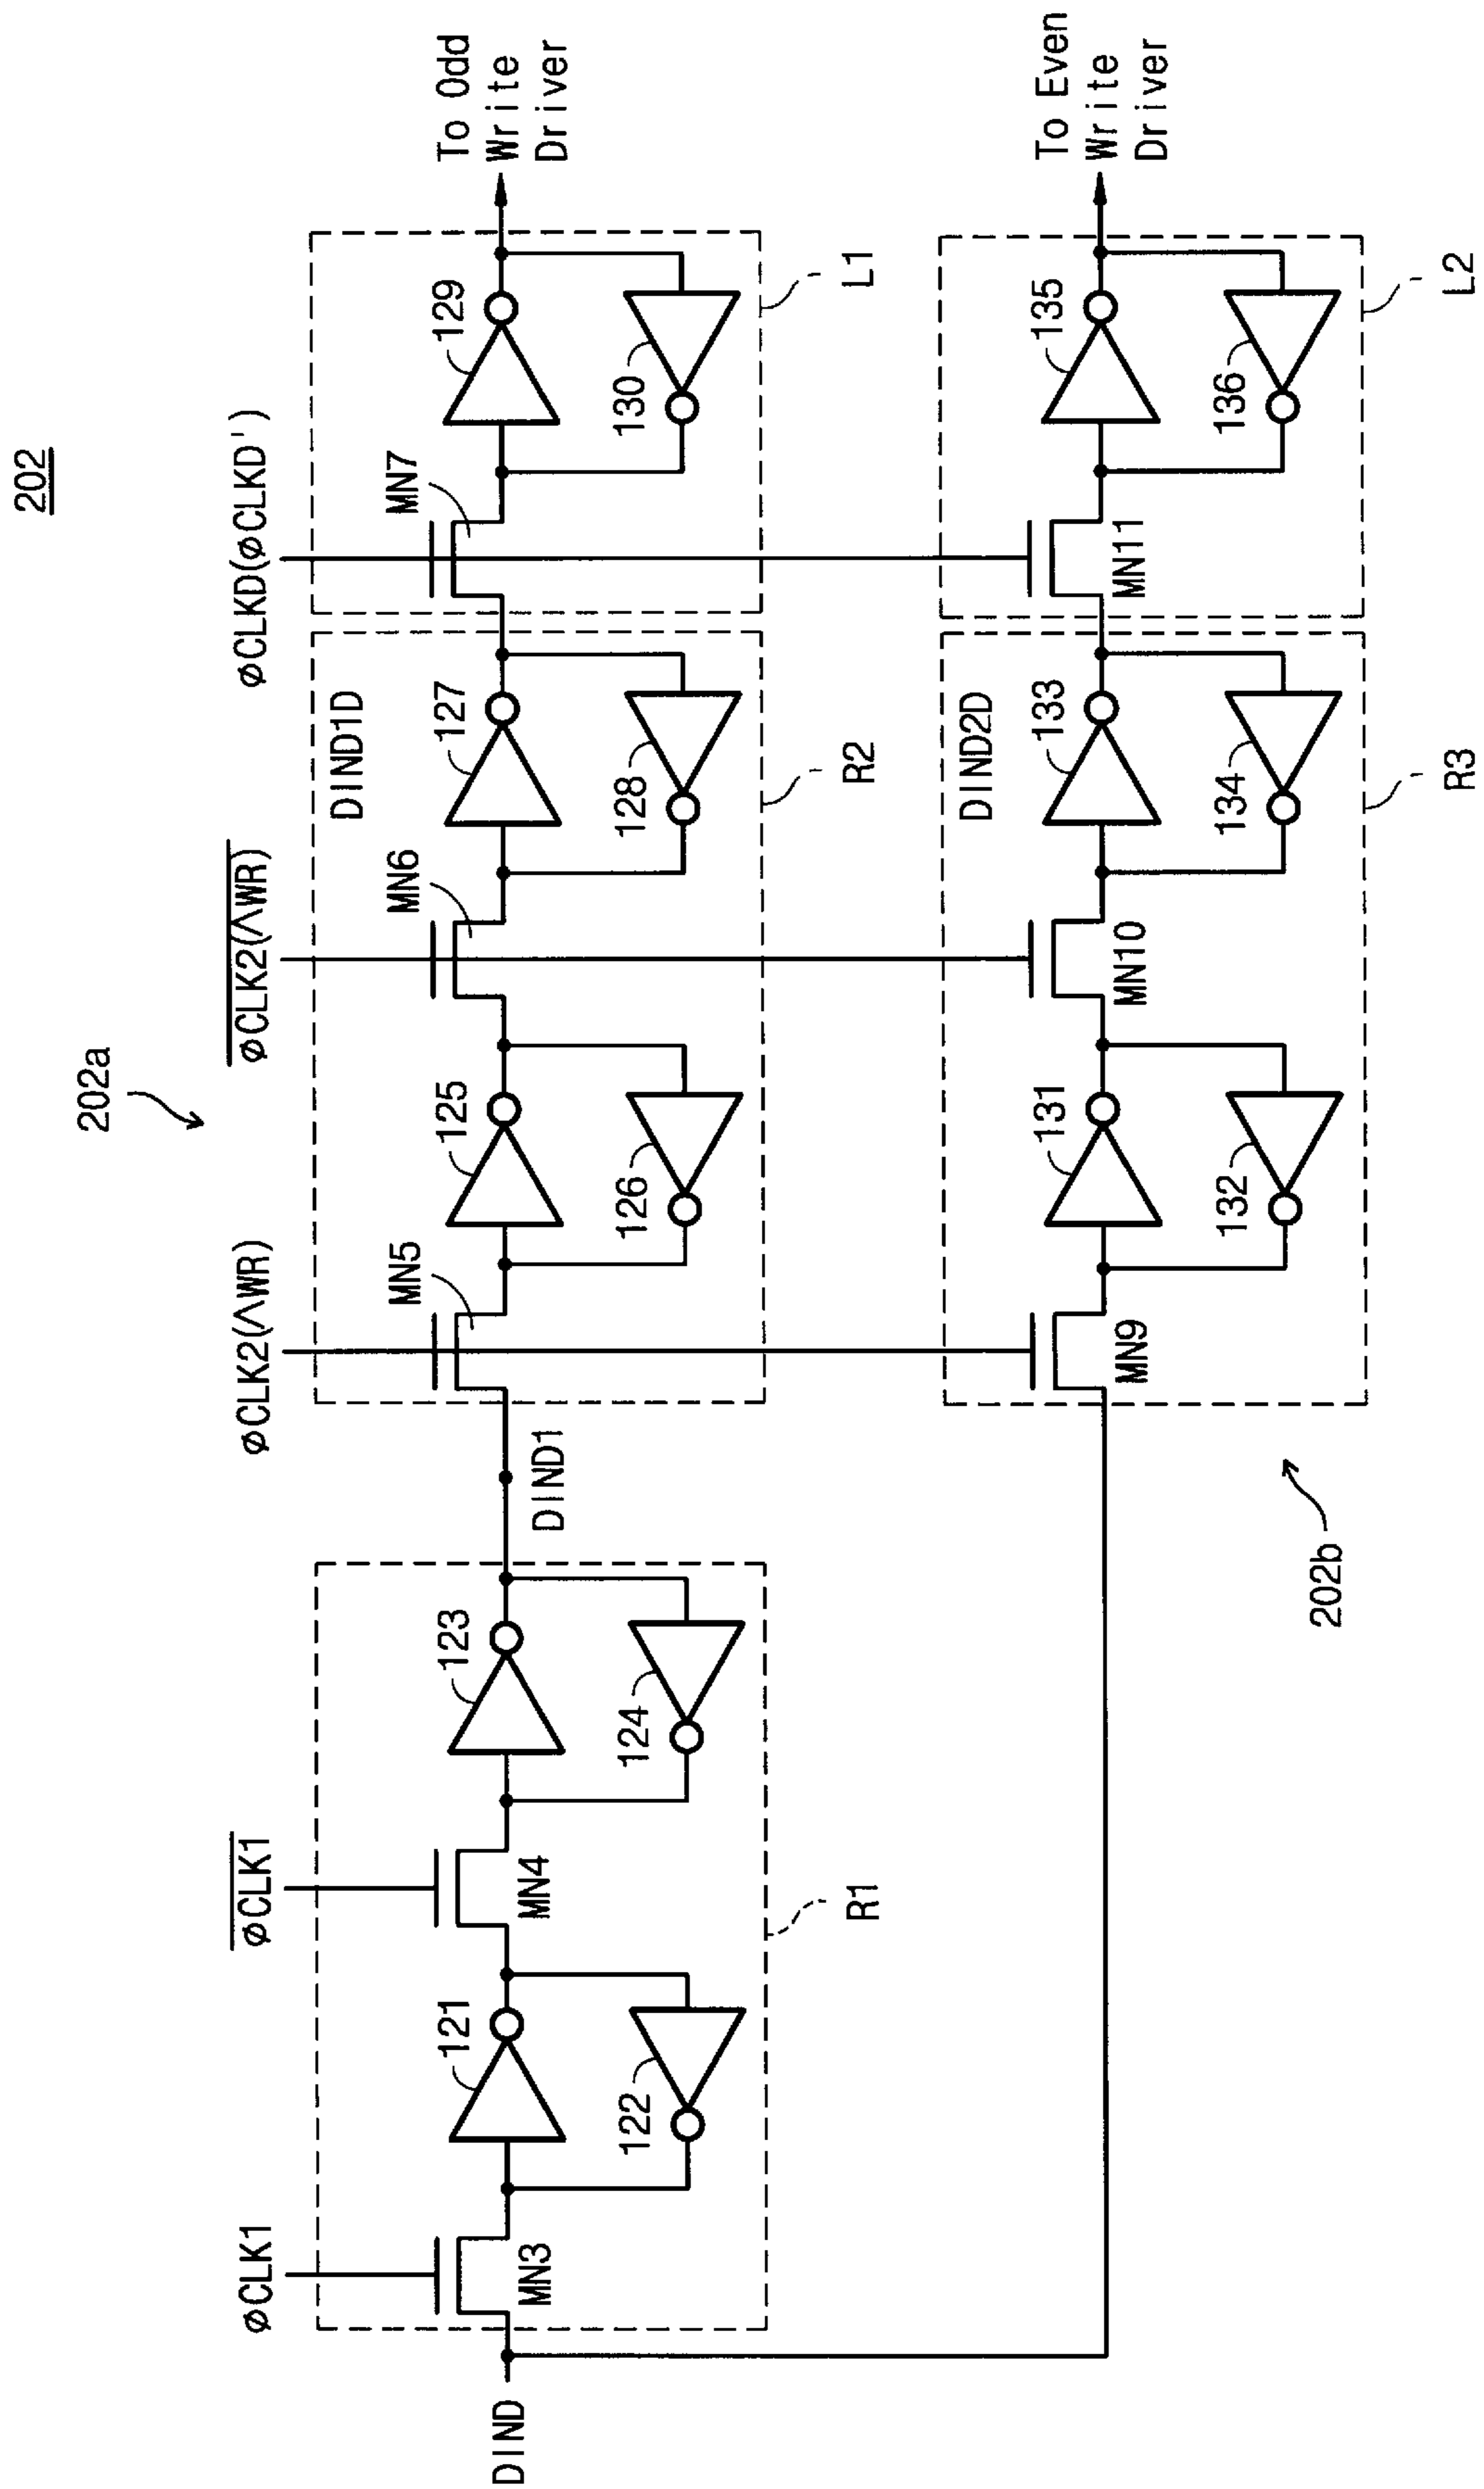 202
202a
φCLK1
φCLK1
φCLK2(∧WR)
φCLK2(∧WR)
φCLKD(φCLKD')
DIND
MN3
121
122
MN4
123
124
R1
DIND1
MN5
125
126
MN6
127
128
DIND1D
R2
MN7
129
130
L1
To Odd
Write
Driver
MN9
131
132
MN10
133
134
DIND2D
R3
MN11
135
136
L2
To Even
Write
Driver
202b